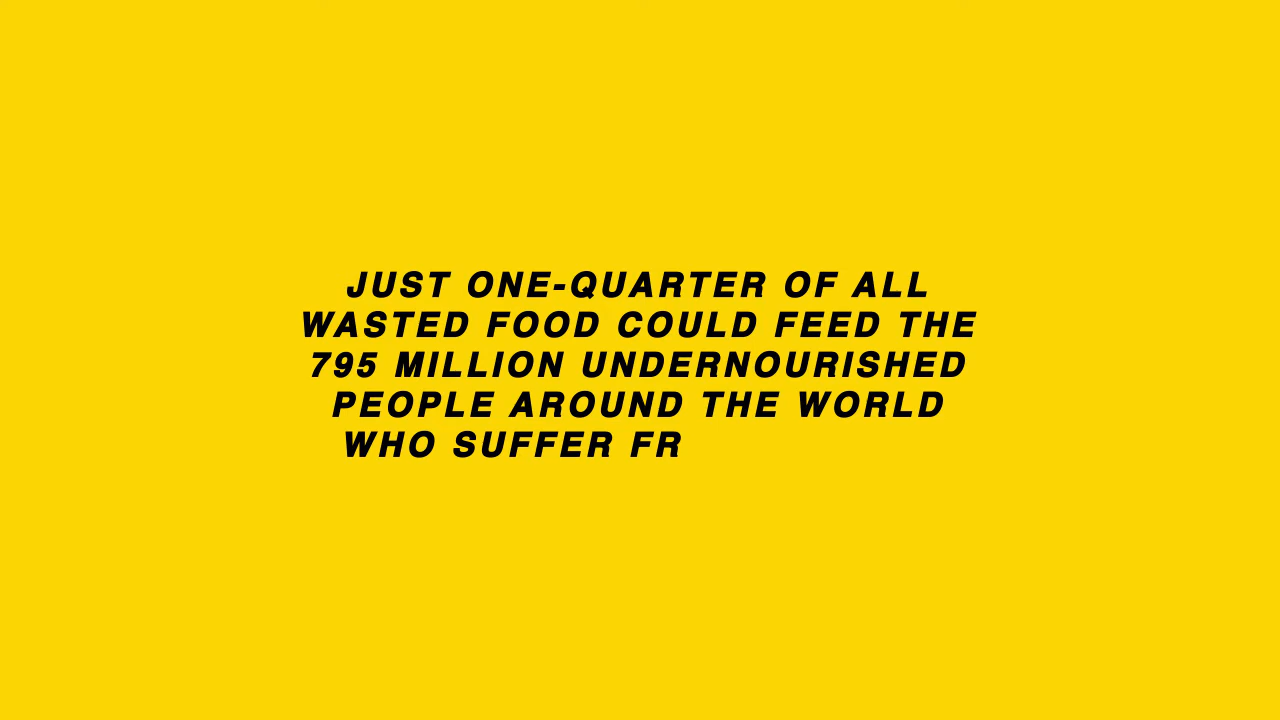 JUST ONE-QUARTER OF ALL
WASTED FOOD COULD FEED THE
795 MILLION UNDERNOURISHED
PEOPLE AROUND THE WORLD
WHO SUFFER FR